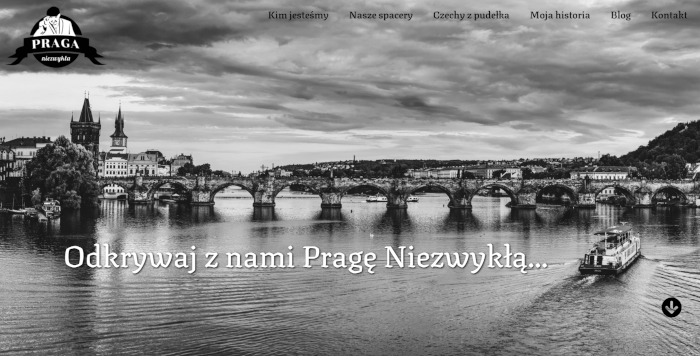 Kim jesteśmy Nasze spacery Czechy z pudełka Moja historia Blog Kontakt
PRAGA
niezwykła
Odkrywaj z nami Pragę Niezwykłą...